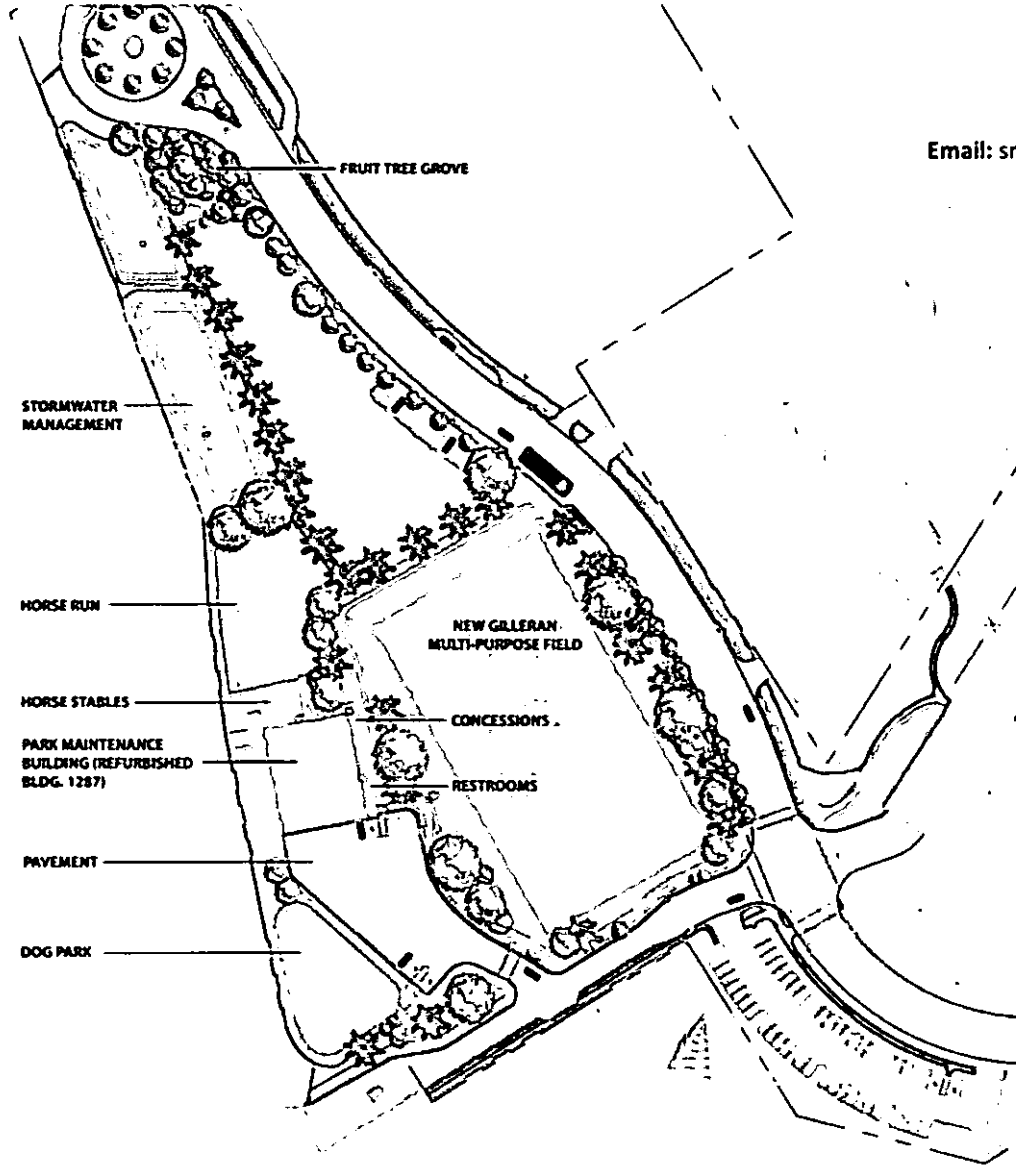 Email: sr
FRUIT TREE GROVE
STORMWATER
MANAGEMENT
HORSE RUN
NEW GILLERAN
MULTI-PURPOSE FIELD
HORSE STABLES
CONCESSIONS
PARK MAINTENANCE
BUILDING (REFURBISHED
BLDG. 1287)
RESTROOMS
PAVEMENT
DOG PARK